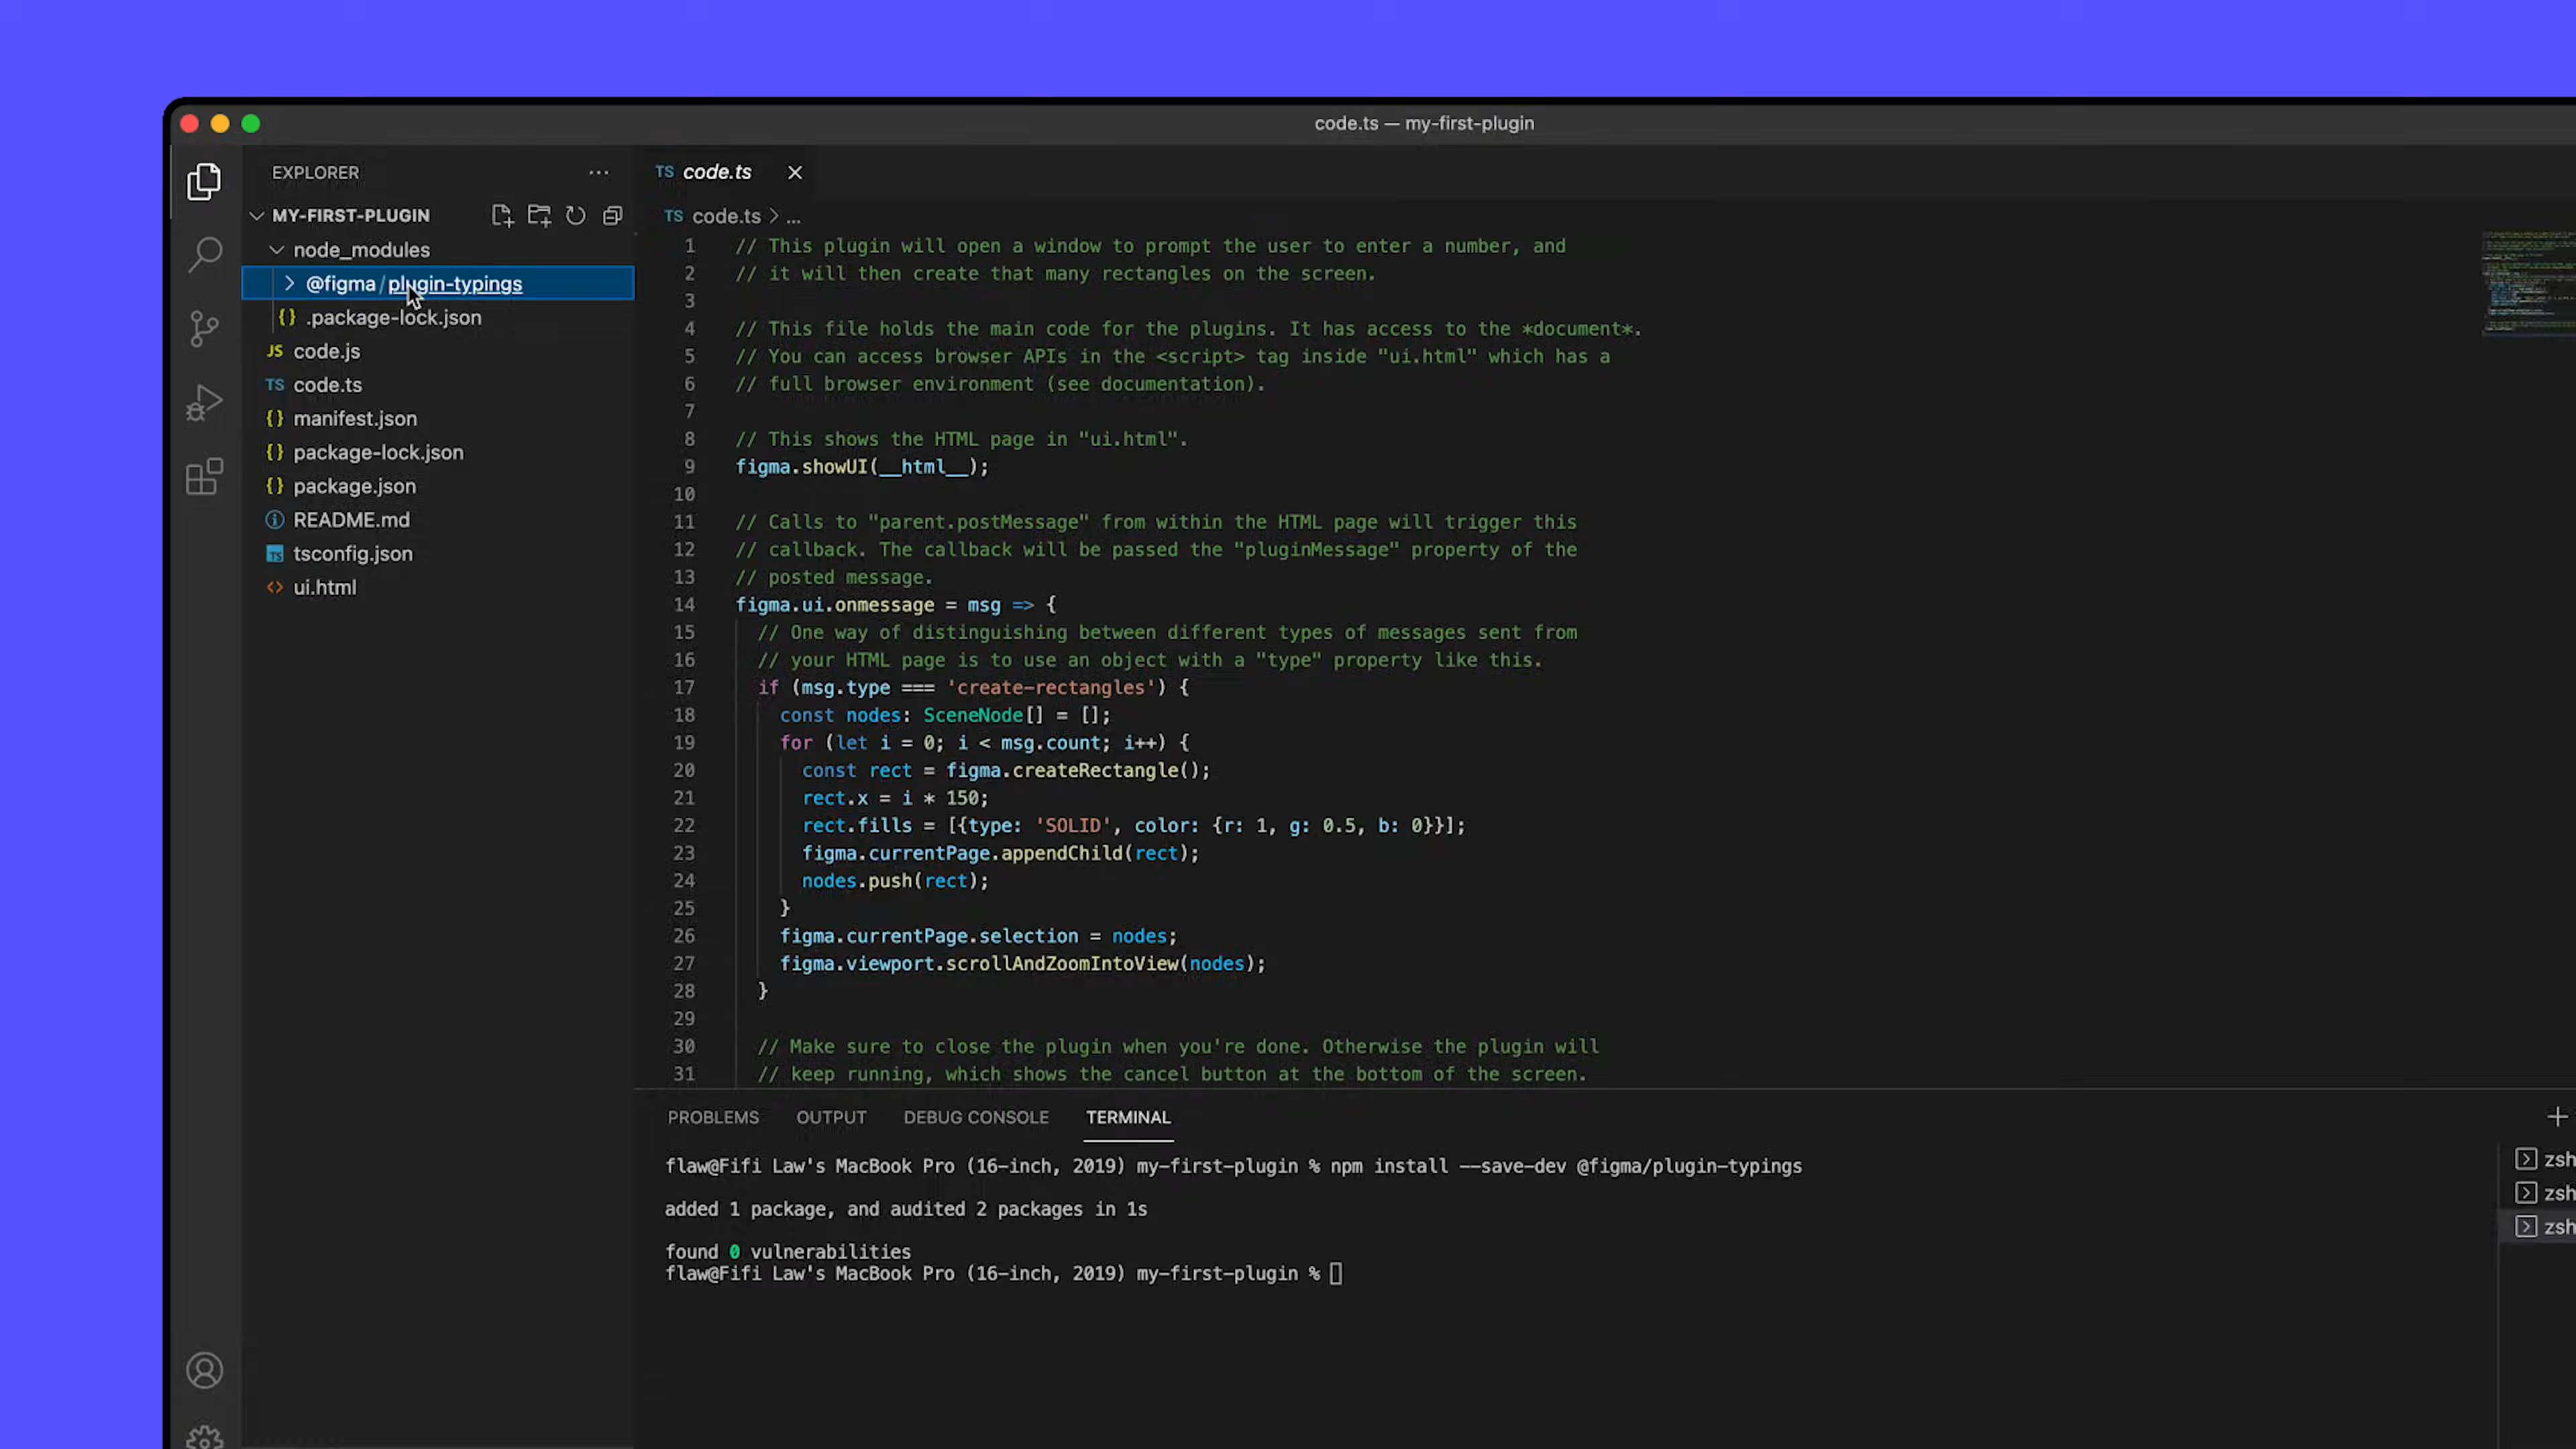 code.ts — my-first-plugin
EXPLORER
MY-FIRST-PLUGIN
node_modules
@figma/plugin-typings
{} .package-lock.json
JS code.js
TS code.ts
{} manifest.json
{} package-lock.json
{} package.json
README.md
TS tsconfig.json
<> ui.html
TS code.ts
TS code.ts > ...
1 // This plugin will open a window to prompt the user to enter a number, and
2 // it will then create that many rectangles on the screen.
3
4 // This file holds the main code for the plugins. It has access to the *document*.
5 // You can access browser APIs in the <script> tag inside "ui.html" which has a
6 // full browser environment (see documentation).
7
8 // This shows the HTML page in "ui.html".
9 figma.showUI(__html__);
10
11 // Calls to "parent.postMessage" from within the HTML page will trigger this
12 // callback. The callback will be passed the "pluginMessage" property of the
13 // posted message.
14 figma.ui.onmessage = msg => {
15 // One way of distinguishing between different types of messages sent from
16 // your HTML page is to use an object with a "type" property like this.
17 if (msg.type === 'create-rectangles') {
18 const nodes: SceneNode[] = [];
19 for (let i = 0; i < msg.count; i++) {
20 const rect = figma.createRectangle();
21 rect.x = i * 150;
22 rect.fills = [{type: 'SOLID', color: {r: 1, g: 0.5, b: 0}}];
23 figma.currentPage.appendChild(rect);
24 nodes.push(rect);
25 }
26 figma.currentPage.selection = nodes;
27 figma.viewport.scrollAndZoomIntoView(nodes);
28 }
29
30 // Make sure to close the plugin when you're done. Otherwise the plugin will
31 // keep running, which shows the cancel button at the bottom of the screen.
PROBLEMS OUTPUT DEBUG CONSOLE TERMINAL
flaw@Fifi Law's MacBook Pro (16-inch, 2019) my-first-plugin % npm install --save-dev @figma/plugin-typings
added 1 package, and audited 2 packages in 1s
found 0 vulnerabilities
flaw@Fifi Law's MacBook Pro (16-inch, 2019) my-first-plugin %
zsh
zsh
zsh